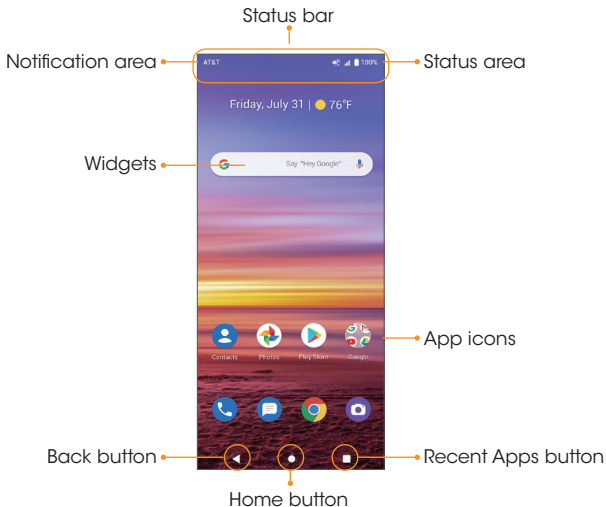 Status bar
Notification area
AT&T
100%
Status area
Friday, July 31 | 76°F
Widgets
G Say "Hey Google"
Contacts Photos Play Store Google
App icons
Back button
Recent Apps button
Home button